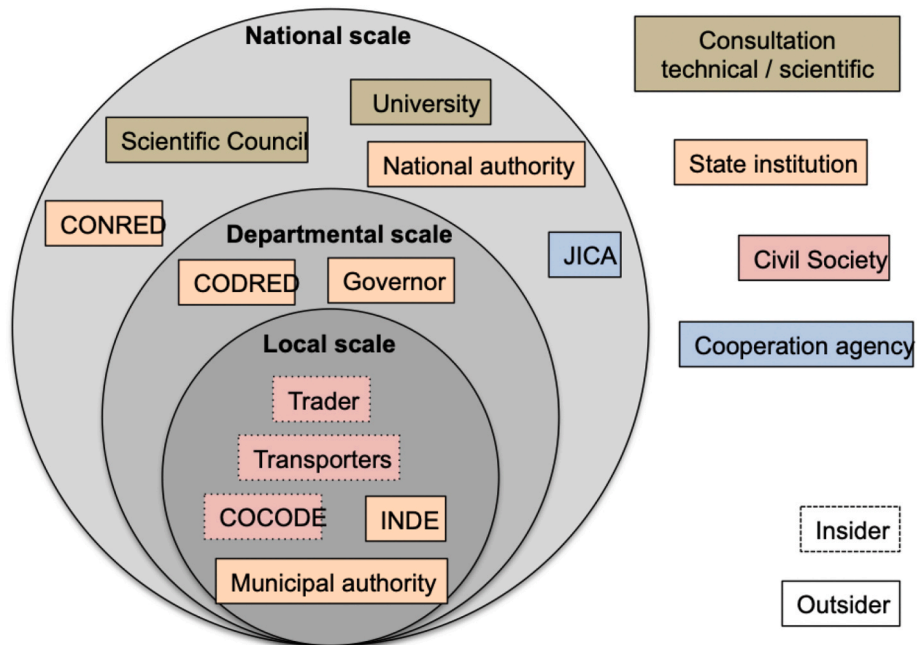 National scale
University
Scientific Council
National authority
CONRED
Departmental scale
JICA
CODRED
Governor
Local scale
Trader
Transporters
COCODE
INDE
Municipal authority
Consultation
technical / scientific
State institution
Civil Society
Cooperation agency
Insider
Outsider